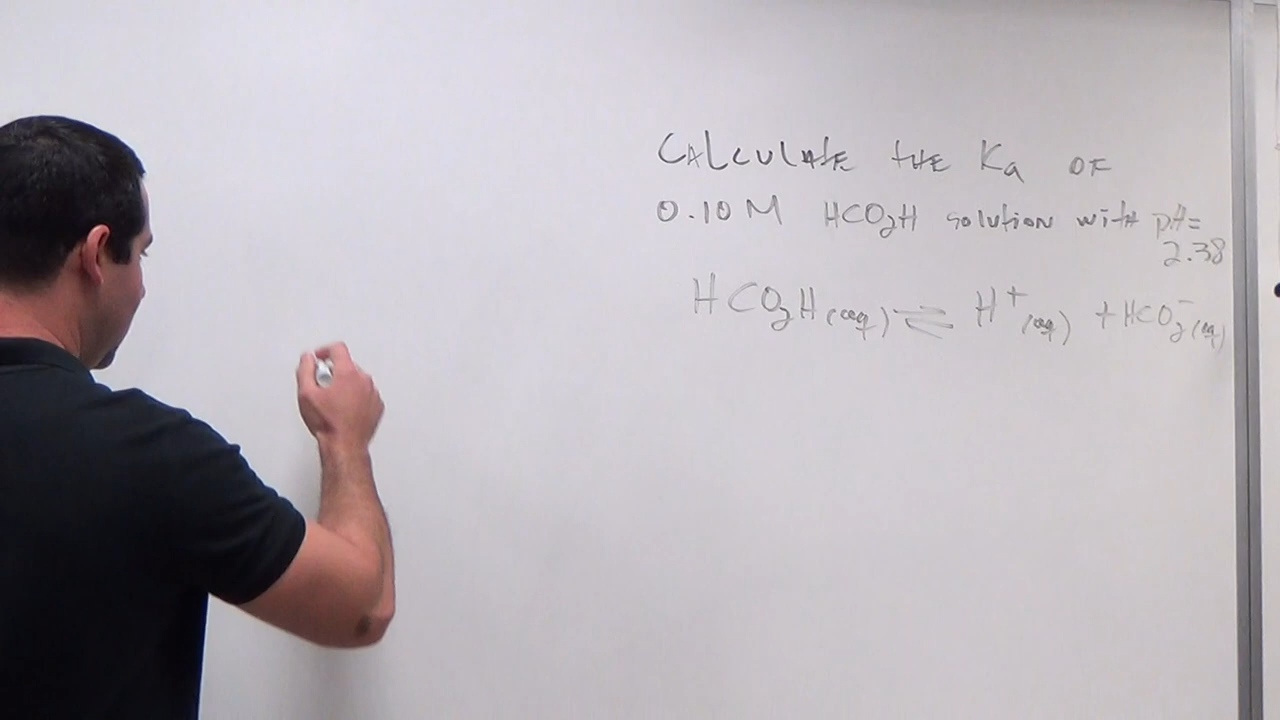 CALCULATE THE Ka OF
0.10 M HCO₂H solution with pH=
2.38
HCO₂H(aq) ⇌ H⁺(aq) + HCO₂⁻(aq)